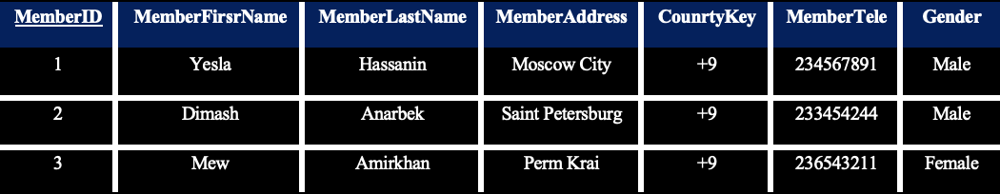 MemberID MemberFirsrName MemberLastName MemberAddress CounrtyKey MemberTele Gender
1 Yesla Hassanin Moscow City +9 234567891 Male
2 Dimash Anarbek Saint Petersburg +9 233454244 Male
3 Mew Amirkhan Perm Krai +9 236543211 Female